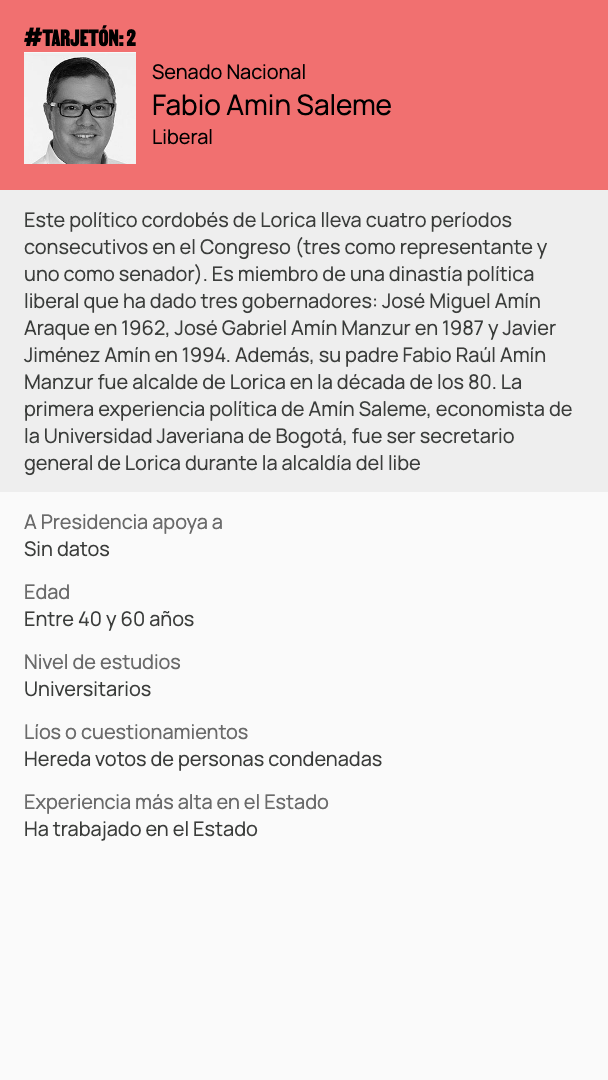 #TARJETÓN: 2
Senado Nacional
Fabio Amin Saleme
Liberal
Este político cordobés de Lorica lleva cuatro períodos
consecutivos en el Congreso (tres como representante y
uno como senador). Es miembro de una dinastía política
liberal que ha dado tres gobernadores: José Miguel Amín
Araque en 1962, José Gabriel Amín Manzur en 1987 y Javier
Jiménez Amín en 1994. Además, su padre Fabio Raúl Amín
Manzur fue alcalde de Lorica en la década de los 80. La
primera experiencia política de Amín Saleme, economista de
la Universidad Javeriana de Bogotá, fue ser secretario
general de Lorica durante la alcaldía del libe
A Presidencia apoya a
Sin datos
Edad
Entre 40 y 60 años
Nivel de estudios
Universitarios
Líos o cuestionamientos
Hereda votos de personas condenadas
Experiencia más alta en el Estado
Ha trabajado en el Estado